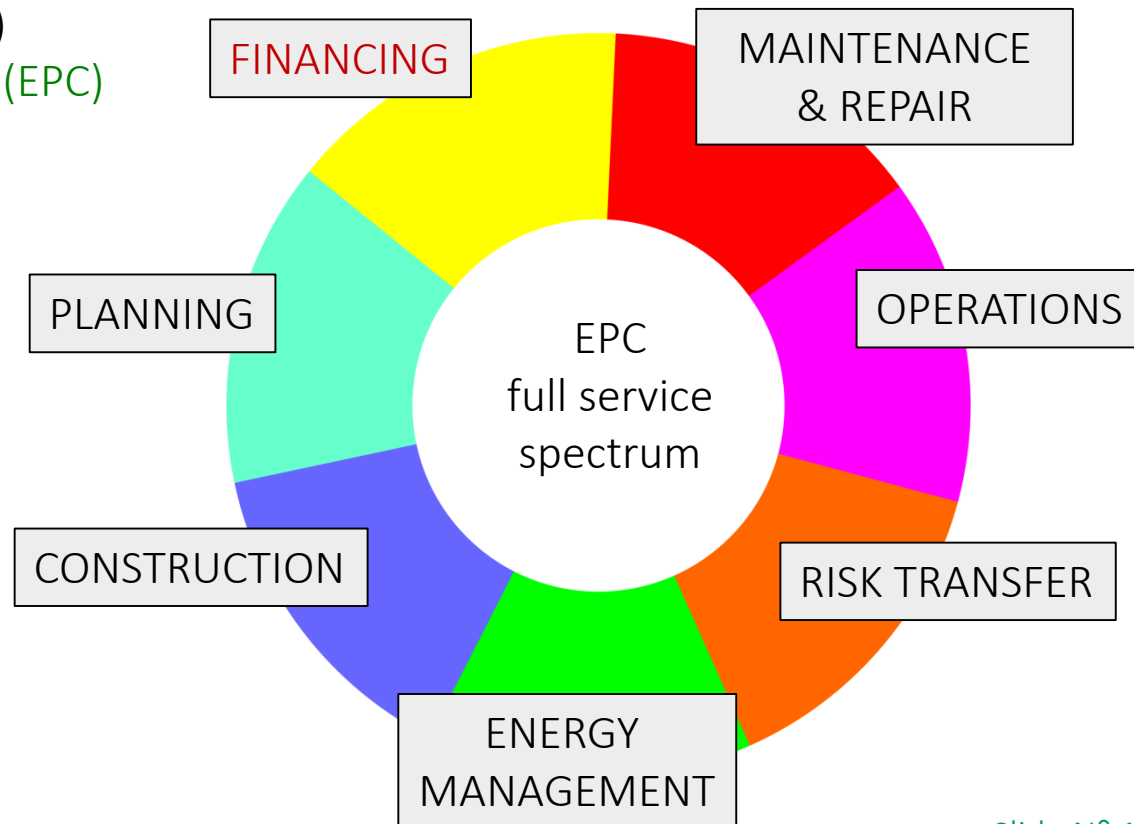 )
(EPC)
FINANCING
MAINTENANCE
& REPAIR
PLANNING
OPERATIONS
EPC
full service
spectrum
CONSTRUCTION
RISK TRANSFER
ENERGY
MANAGEMENT